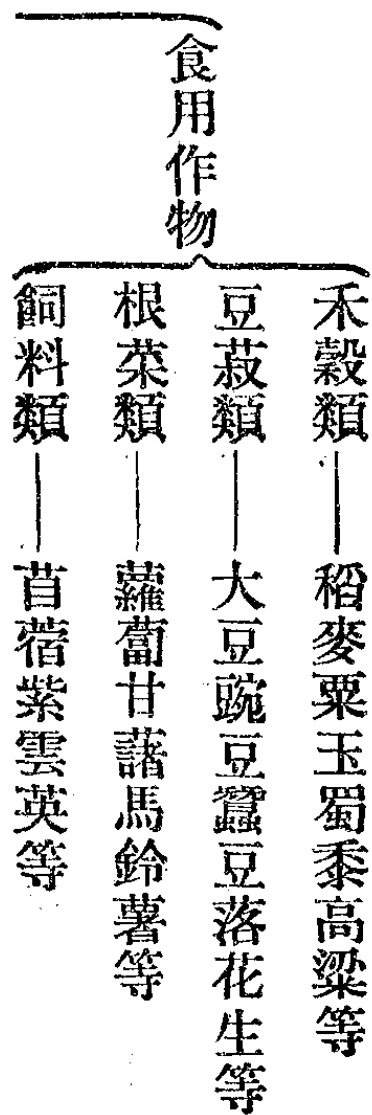 食用作物
禾穀類——稻麥粟玉蜀黍高粱等
豆菽類——大豆豌豆蠶豆落花生等
根菜類——蘿蔔甘藷馬鈴薯等
飼料類——苜蓿紫雲英等